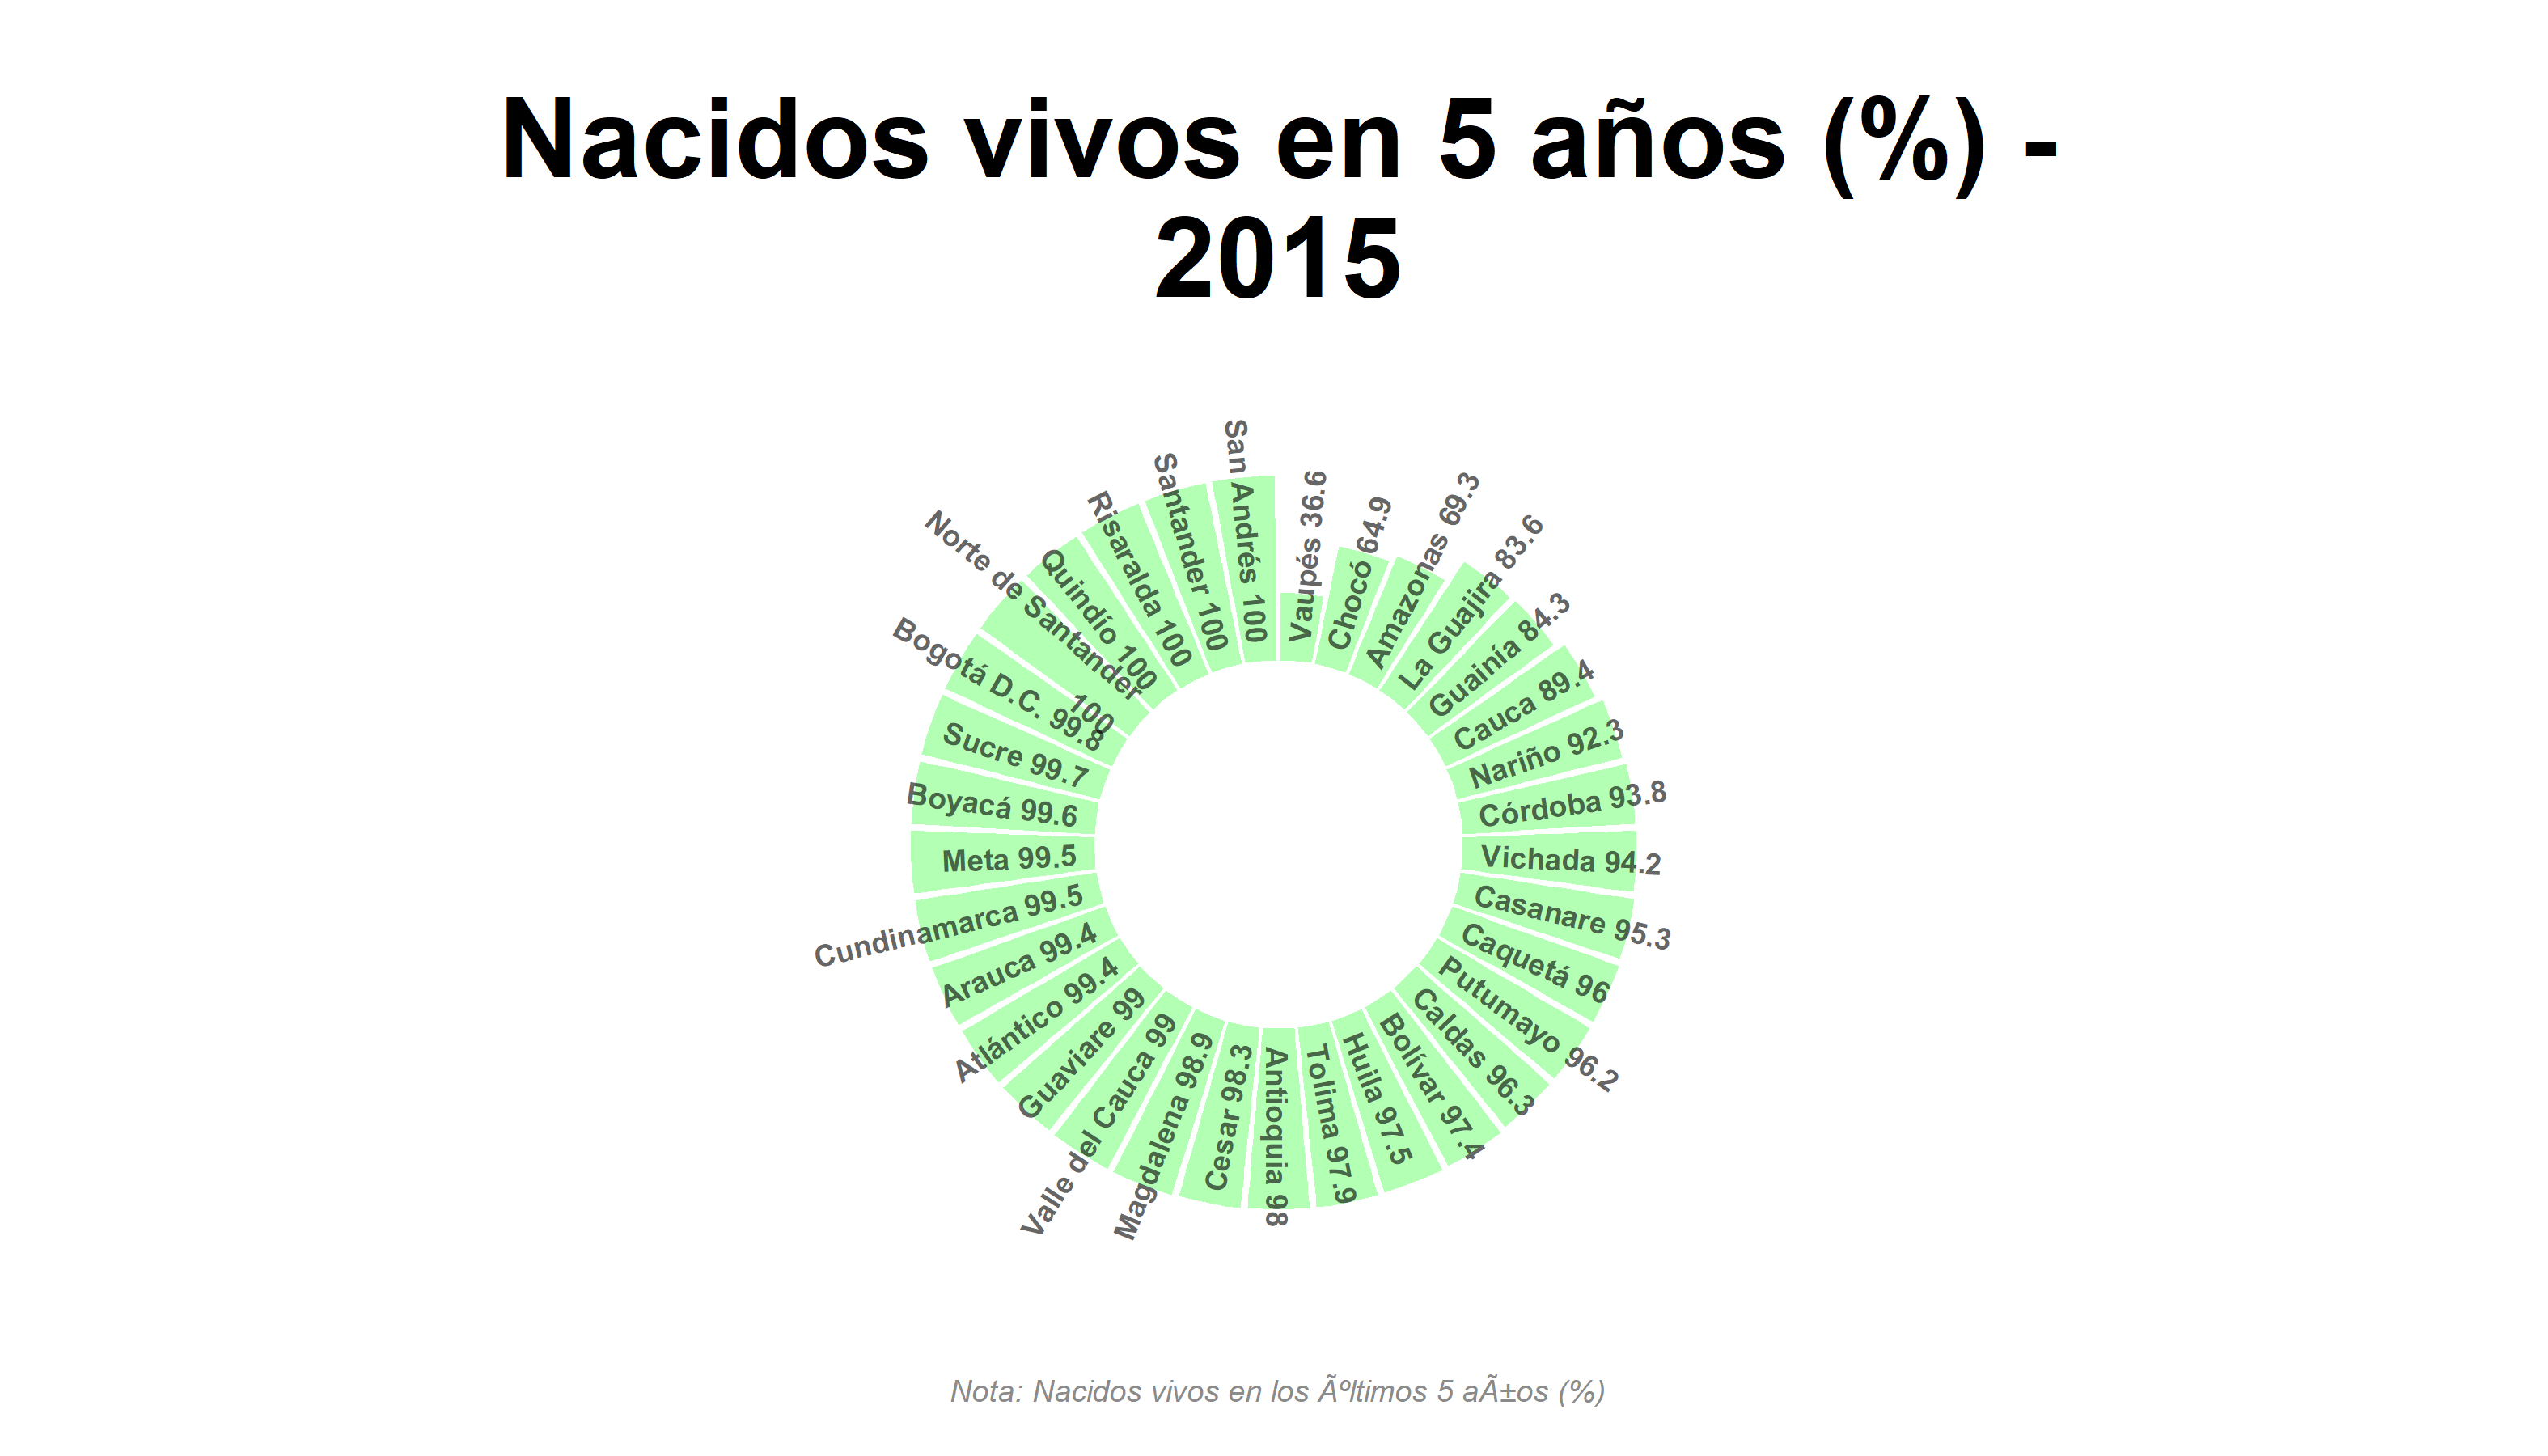 Nacidos vivos en 5 años (%) -
2015
Vaupés 36.6
Chocó 64.9
Amazonas 69.3
La Guajira 83.6
Guainía 84.3
Cauca 89.4
Nariño 92.3
Córdoba 93.8
Vichada 94.2
Casanare 95.3
Caquetá 96
Putumayo 96.2
Caldas 96.3
Bolívar 97.4
Huila 97.5
Tolima 97.9
Antioquia 98
Cesar 98.3
Magdalena 98.9
Valle del Cauca 99
Guaviare 99
Atlántico 99.4
Arauca 99.4
Cundinamarca 99.5
Meta 99.5
Boyacá 99.6
Sucre 99.7
Bogotá D.C. 99.8
Norte de Santander
100
Quindío 100
Risaralda 100
Santander 100
San Andrés 100
Nota: Nacidos vivos en los Ãºltimos 5 aÃ±os (%)